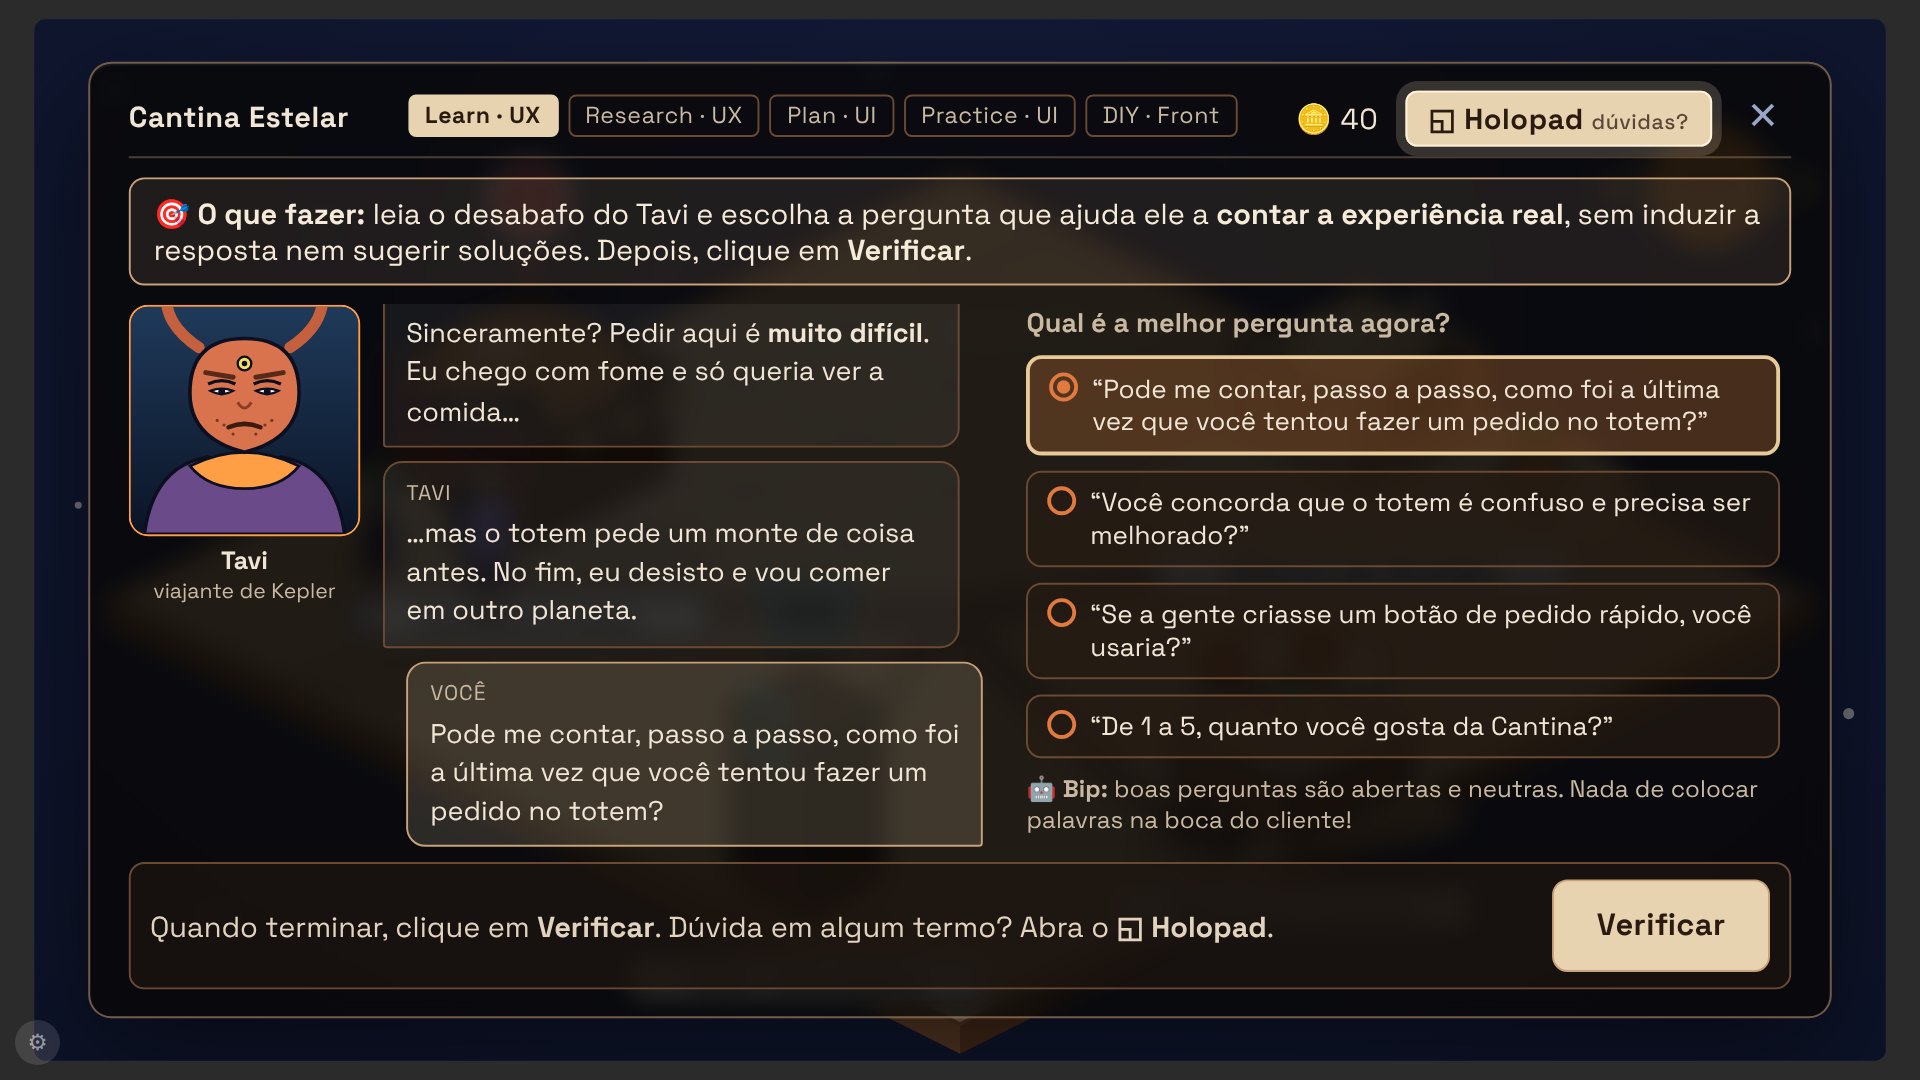 Cantina Estelar
Learn · UX
Research · UX
Plan · UI
Practice · UI
DIY · Front
40
Holopad dúvidas?
O que fazer: leia o desabafo do Tavi e escolha a pergunta que ajuda ele a contar a experiência real, sem induzir a
resposta nem sugerir soluções. Depois, clique em Verificar.
Tavi
viajante de Kepler
Sinceramente? Pedir aqui é muito difícil.
Eu chego com fome e só queria ver a
comida...
TAVI
...mas o totem pede um monte de coisa
antes. No fim, eu desisto e vou comer
em outro planeta.
VOCÊ
Pode me contar, passo a passo, como foi
a última vez que você tentou fazer um
pedido no totem?
Qual é a melhor pergunta agora?
“Pode me contar, passo a passo, como foi a última
vez que você tentou fazer um pedido no totem?”
“Você concorda que o totem é confuso e precisa ser
melhorado?”
“Se a gente criasse um botão de pedido rápido, você
usaria?”
“De 1 a 5, quanto você gosta da Cantina?”
Bip: boas perguntas são abertas e neutras. Nada de colocar
palavras na boca do cliente!
Quando terminar, clique em Verificar. Dúvida em algum termo? Abra o Holopad.
Verificar